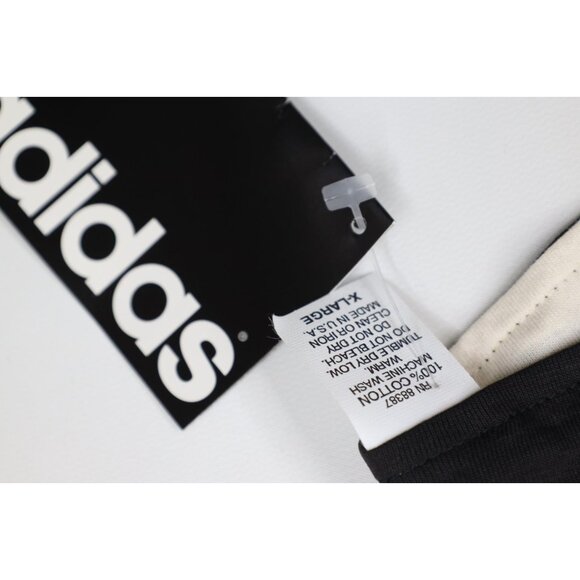 adidas®
RN 88387
100% COTTON
MACHINE WASH
WARM.
TUMBLE DRY LOW.
DO NOT BLEACH.
DO NOT DRY
CLEAN OR IRON
MADE IN U.S.A.
X-LARGE